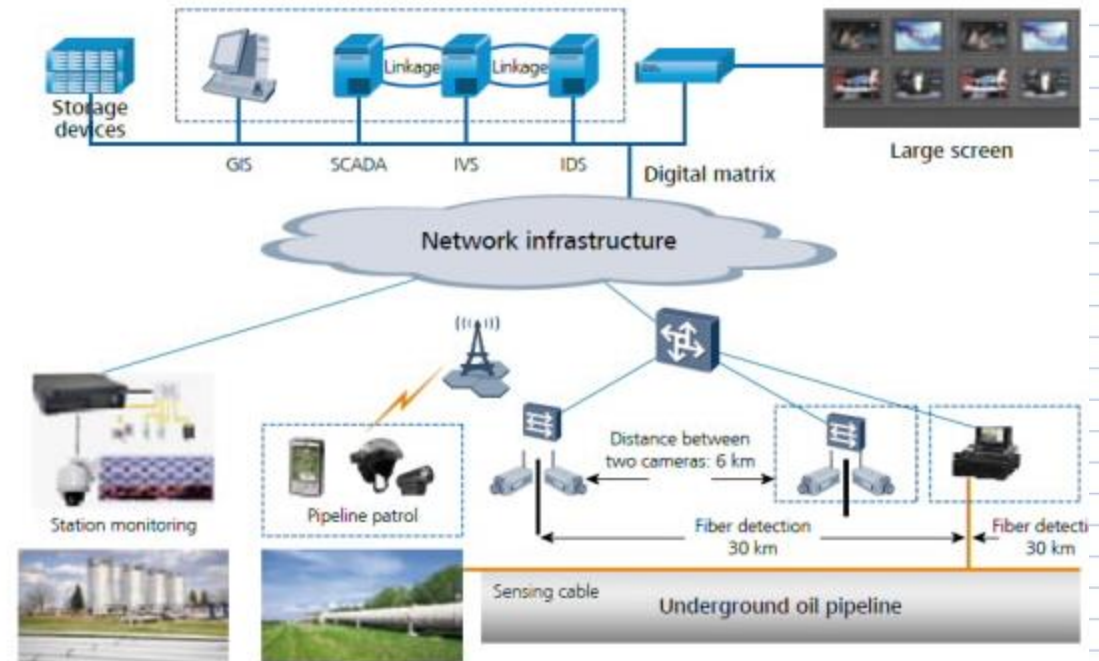 Storage
devices
Linkage
Linkage
GIS
SCADA
IVS
IDS
Digital matrix
Large screen
Network infrastructure
Distance between
two cameras: 6 km
Station monitoring
Pipeline patrol
Fiber detection
30 km
Fiber detecti
30 km
Sensing cable
Underground oil pipeline